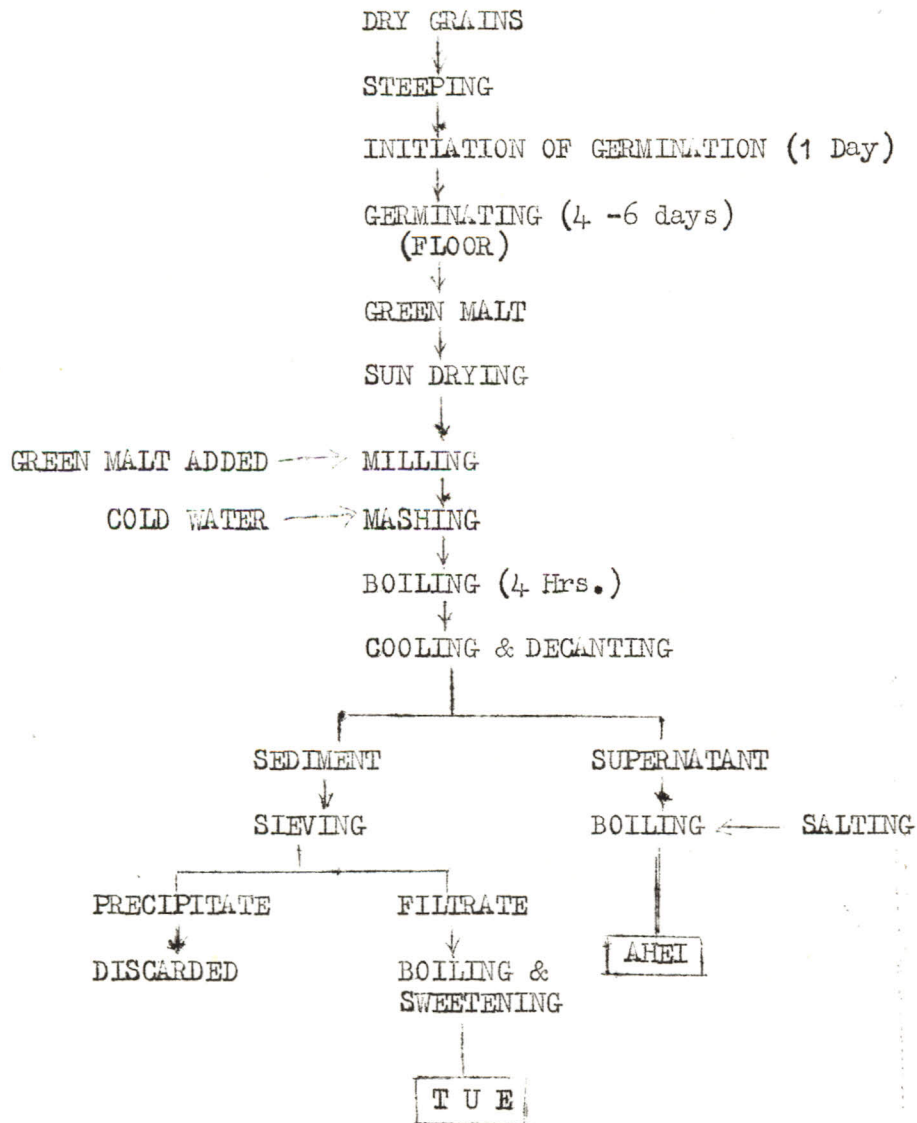 DRY GRAINS
STEEPING
INITIATION OF GERMINATION (1 Day)
GERMINATING (4 -6 days)
(FLOOR)
GREEN MALT
SUN DRYING
GREEN MALT ADDED MILLING
COLD WATER MASHING
BOILING (4 Hrs.)
COOLING & DECANTING
SEDIMENT SUPERNATANT
SIEVING BOILING SALTING
PRECIPITATE FILTRATE
AHEI
DISCARDED BOILING &
SWEETENING
T U E